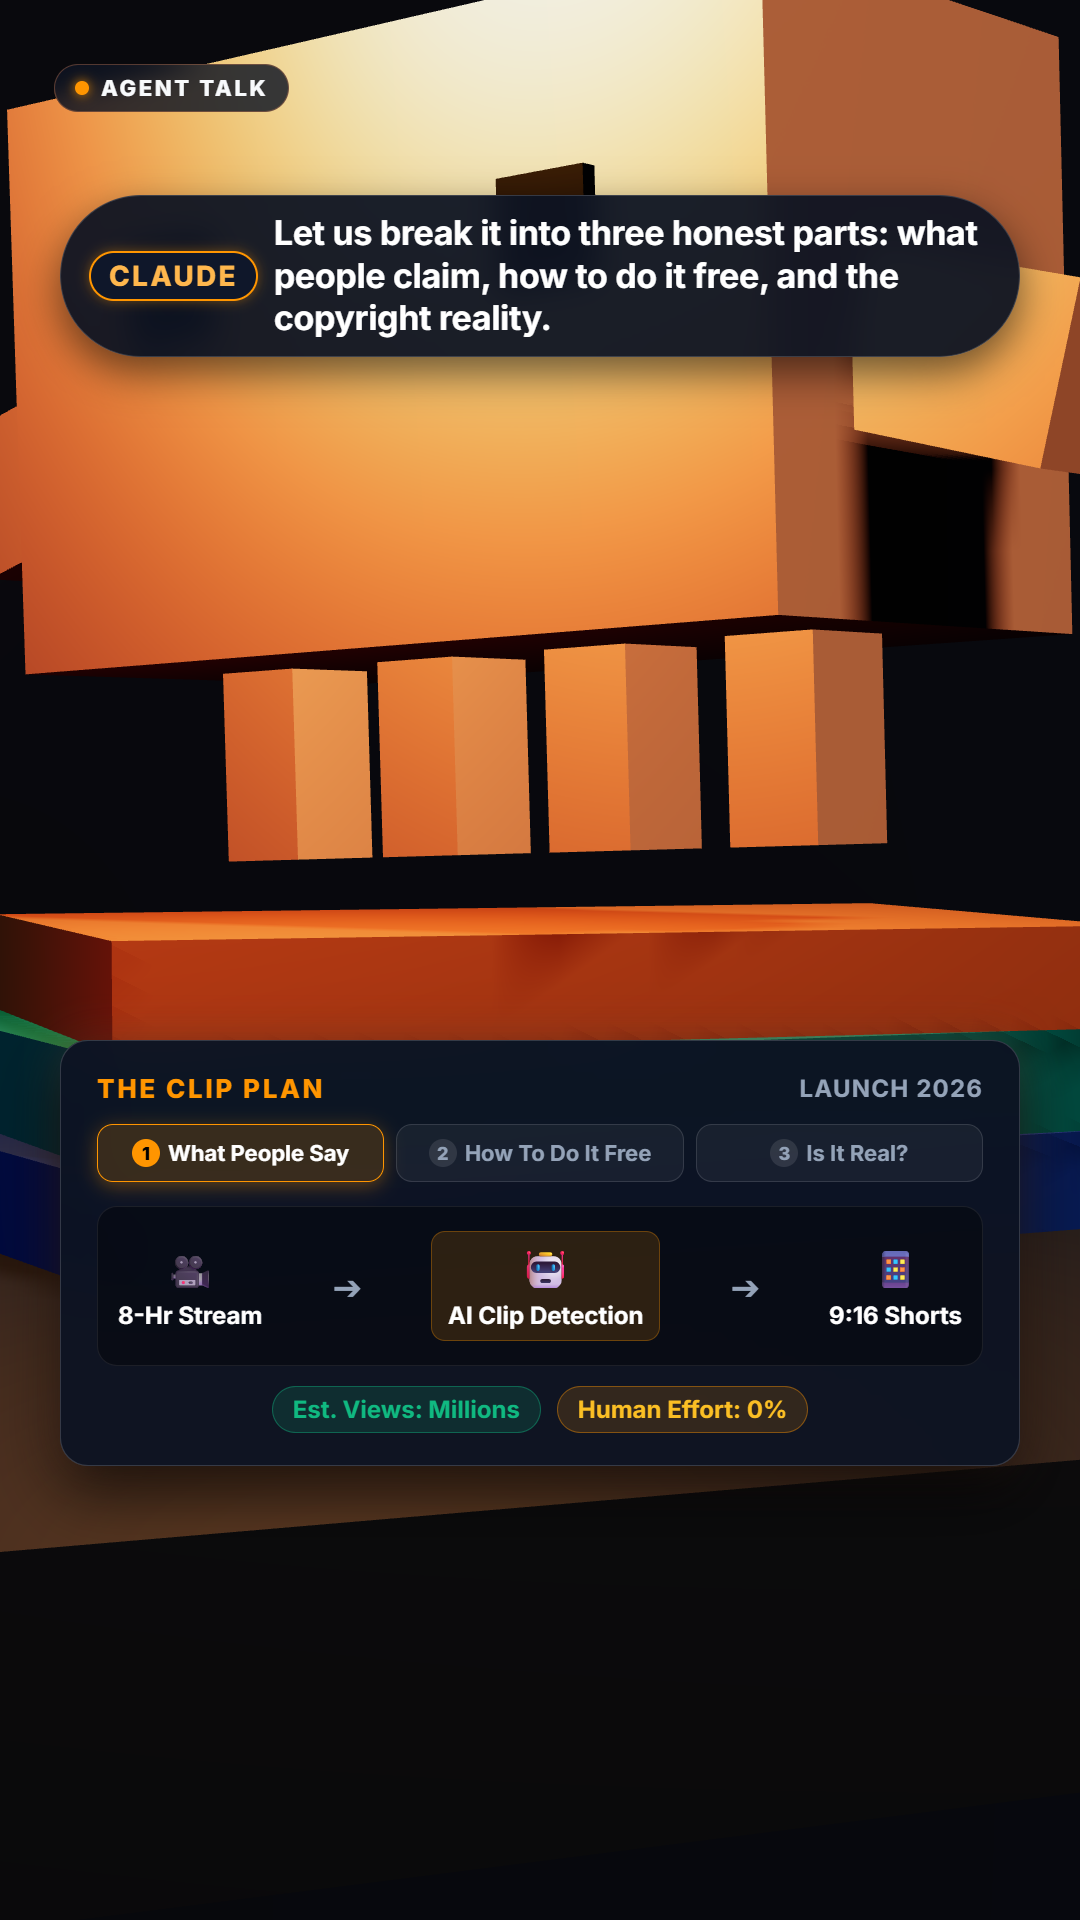 AGENT TALK
CLAUDE
Let us break it into three honest parts: what
people claim, how to do it free, and the
copyright reality.
THE CLIP PLAN
LAUNCH 2026
1 What People Say
2 How To Do It Free
3 Is It Real?
8-Hr Stream
➔
AI Clip Detection
➔
9:16 Shorts
Est. Views: Millions
Human Effort: 0%